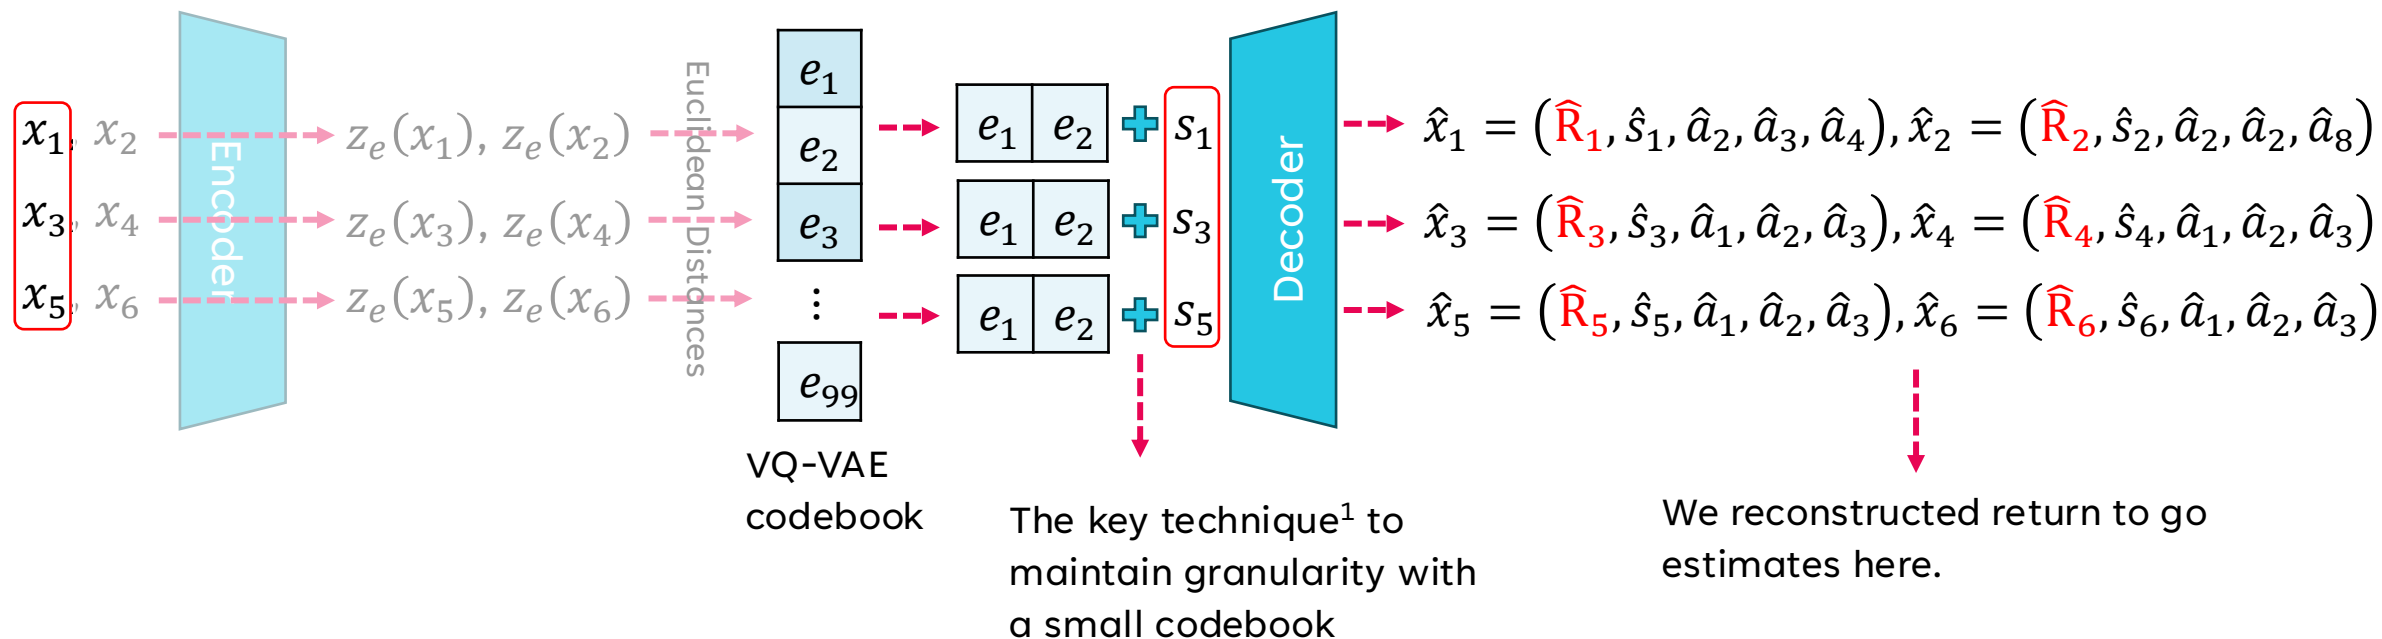 x₁, x₂
x₃, x₄
x₅, x₆
Encoder
zₑ(x₁), zₑ(x₂)
zₑ(x₃), zₑ(x₄)
zₑ(x₅), zₑ(x₆)
Euclidean Distances
e₁
e₂
e₃
⋮
e₉₉
VQ-VAE
codebook
e₁ e₂ + s₁
e₁ e₂ + s₃
e₁ e₂ + s₅
The key technique¹ to
maintain granularity with
a small codebook
Decoder
x̂₁ = (R̂₁, ŝ₁, â₂, â₃, â₄), x̂₂ = (R̂₂, ŝ₂, â₂, â₂, â₈)
x̂₃ = (R̂₃, ŝ₃, â₁, â₂, â₃), x̂₄ = (R̂₄, ŝ₄, â₁, â₂, â₃)
x̂₅ = (R̂₅, ŝ₅, â₁, â₂, â₃), x̂₆ = (R̂₆, ŝ₆, â₁, â₂, â₃)
We reconstructed return to go
estimates here.